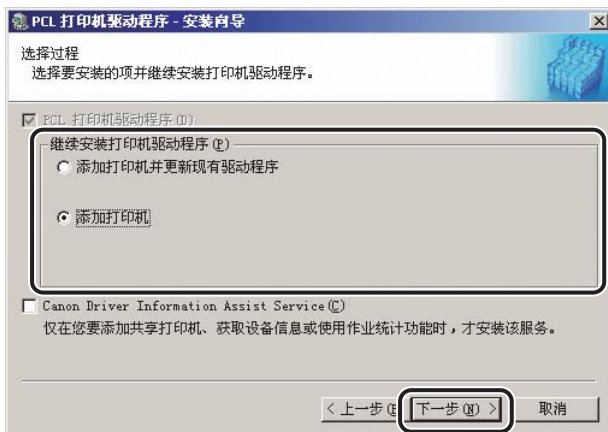 PCL 打印机驱动程序 - 安装向导
选择过程
选择要安装的项并继续安装打印机驱动程序。
PCL 打印机驱动程序(D)
继续安装打印机驱动程序(P)
添加打印机并更新现有驱动程序
添加打印机
Canon Driver Information Assist Service(C)
仅在您要添加共享打印机、获取设备信息或使用作业统计功能时，才安装该服务。
< 上一步 下一步(N) > 取消